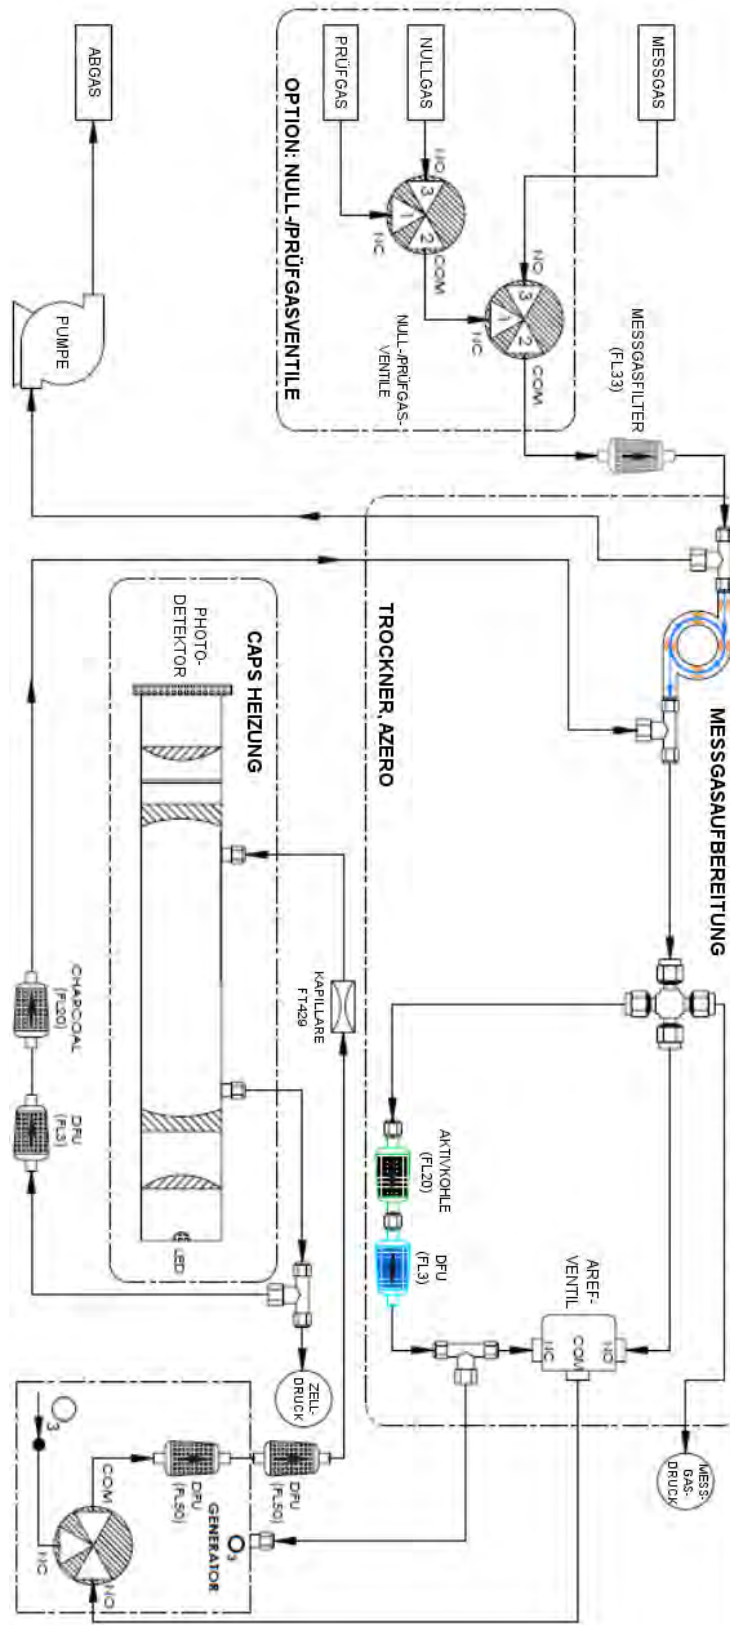 ABGAS
PRÜFGAS
NULLGAS
MESSGAS
OPTION: NULL-/PRÜFGASVENTILE
NO
3
1
2
COM
NC
NO
3
1
2
COM
NC
NULL-/PRÜFGAS-
VENTILE
MESSGASFILTER
(FL33)
PUMPE
TROCKNER, AZERO
MESSGASAUFBEREITUNG
CAPS HEIZUNG
PHOTO-
DETEKTOR
LED
KAPILLARE
FT429
CHARCOAL
(FL20)
DFU
(FL3)
AKTIVKOHLE
(FL20)
DFU
(FL3)
AREF-
VENTIL
NC
COM
NO
ZELL-
DRUCK
MESS-
GAS-
DRUCK
O3
GENERATOR
DFU
(FL50)
DFU
(FL50)
O3
COM
NC
NO